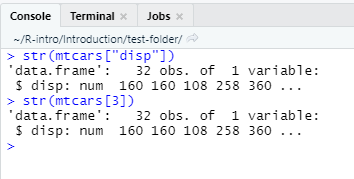 Console Terminal × Jobs ×
~/R-intro/Introduction/test-folder/
> str(mtcars["disp"])
'data.frame': 32 obs. of 1 variable:
$ disp: num 160 160 108 258 360 ...
> str(mtcars[3])
'data.frame': 32 obs. of 1 variable:
$ disp: num 160 160 108 258 360 ...
>